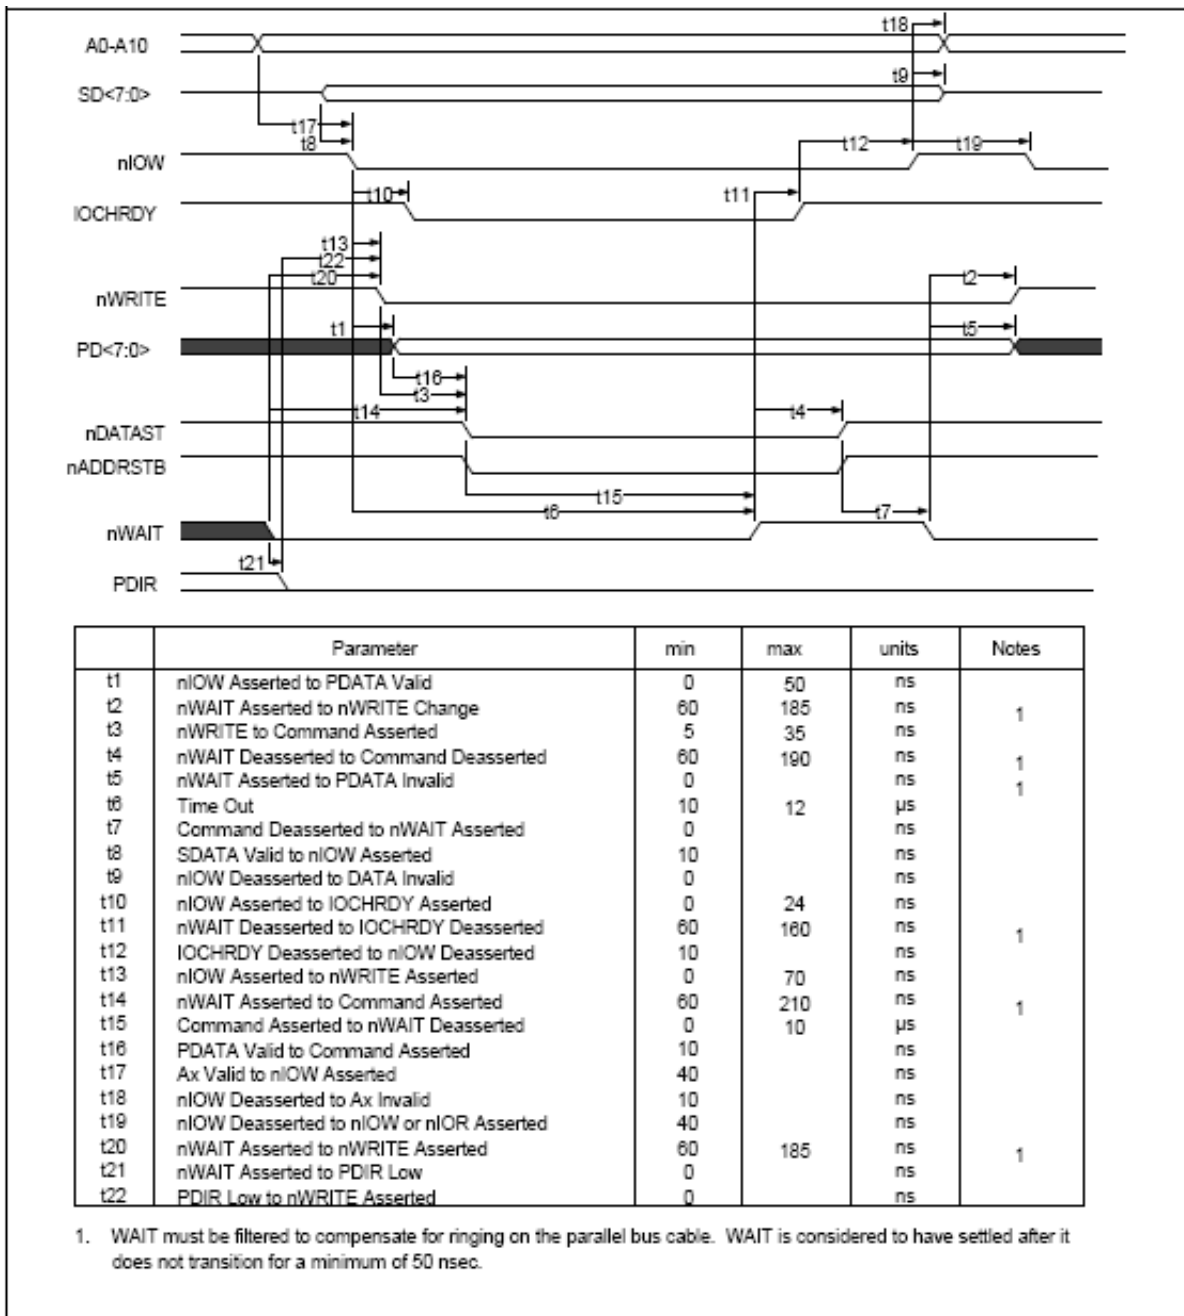 t18
A0-A10
t9
SD<7:0>
t17
t8
t12
t19
nIOW
t10
t11
IOCHRDY
t13
t22
t20
t2
nWRITE
t1
t5
PD<7:0>
t16
t3
t14
t4
nDATAST
nADDRSTB
t15
t6
t7
nWAIT
t21
PDIR
Parameter min max units Notes
t1 nIOW Asserted to PDATA Valid 0 50 ns
t2 nWAIT Asserted to nWRITE Change 60 185 ns 1
t3 nWRITE to Command Asserted 5 35 ns
t4 nWAIT Deasserted to Command Deasserted 60 190 ns 1
t5 nWAIT Asserted to PDATA Invalid 0 ns 1
t6 Time Out 10 12 µs
t7 Command Deasserted to nWAIT Asserted 0 ns
t8 SDATA Valid to nIOW Asserted 10 ns
t9 nIOW Deasserted to DATA Invalid 0 ns
t10 nIOW Asserted to IOCHRDY Asserted 0 24 ns
t11 nWAIT Deasserted to IOCHRDY Deasserted 60 160 ns 1
t12 IOCHRDY Deasserted to nIOW Deasserted 10 ns
t13 nIOW Asserted to nWRITE Asserted 0 70 ns
t14 nWAIT Asserted to Command Asserted 60 210 ns 1
t15 Command Asserted to nWAIT Deasserted 0 10 µs
t16 PDATA Valid to Command Asserted 10 ns
t17 Ax Valid to nIOW Asserted 40 ns
t18 nIOW Deasserted to Ax Invalid 10 ns
t19 nIOW Deasserted to nIOW or nIOR Asserted 40 ns
t20 nWAIT Asserted to nWRITE Asserted 60 185 ns 1
t21 nWAIT Asserted to PDIR Low 0 ns
t22 PDIR Low to nWRITE Asserted 0 ns
1. WAIT must be filtered to compensate for ringing on the parallel bus cable. WAIT is considered to have settled after it
does not transition for a minimum of 50 nsec.